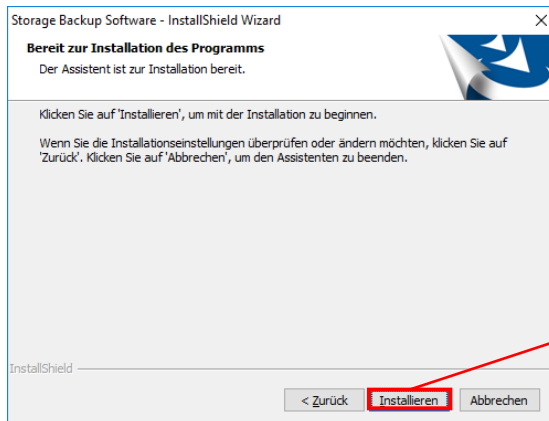 Storage Backup Software - InstallShield Wizard
Bereit zur Installation des Programms
Der Assistent ist zur Installation bereit.
Klicken Sie auf 'Installieren', um mit der Installation zu beginnen.
Wenn Sie die Installationseinstellungen überprüfen oder ändern möchten, klicken Sie auf
'Zurück'. Klicken Sie auf 'Abbrechen', um den Assistenten zu beenden.
InstallShield
< Zurück Installieren Abbrechen